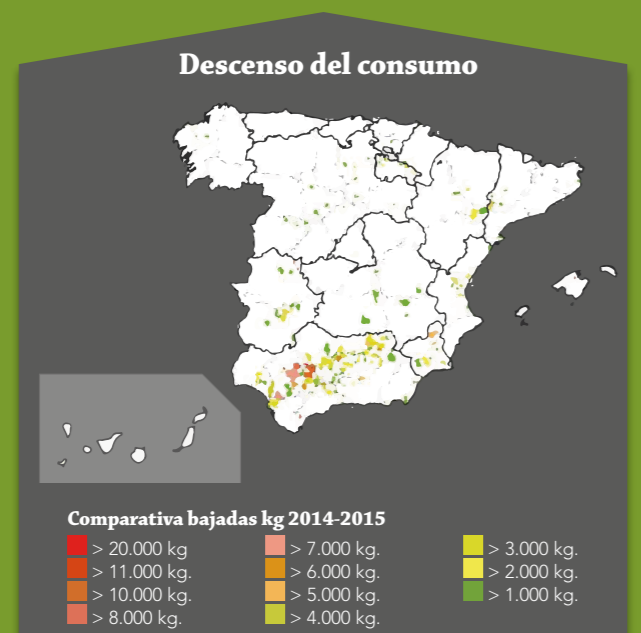 Descenso del consumo
Comparativa bajadas kg 2014-2015
> 20.000 kg
> 11.000 kg.
> 10.000 kg.
> 8.000 kg.
> 7.000 kg.
> 6.000 kg.
> 5.000 kg.
> 4.000 kg.
> 3.000 kg.
> 2.000 kg.
> 1.000 kg.